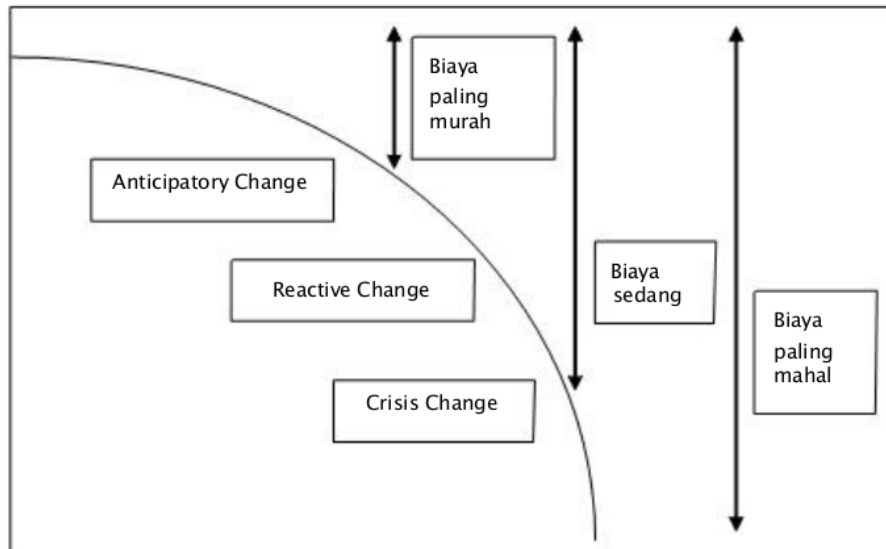 Biaya
paling
murah
Anticipatory Change
Reactive Change
Biaya
sedang
Biaya
paling
mahal
Crisis Change